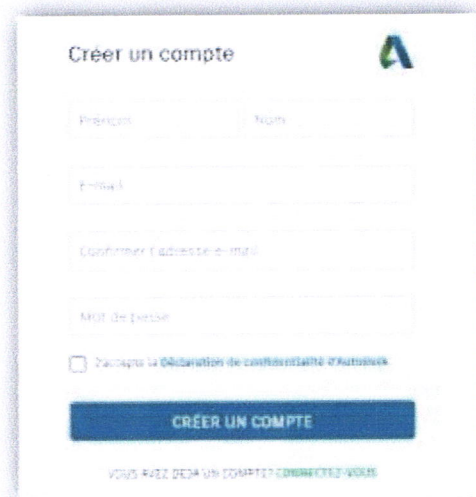 Créer un compte
Prénom Nom
E-mail
Confirmer l'adresse e-mail
Mot de passe
J'accepte la Déclaration de confidentialité d'Autodesk
CRÉER UN COMPTE
VOUS AVEZ DÉJÀ UN COMPTE? CONNECTEZ-VOUS